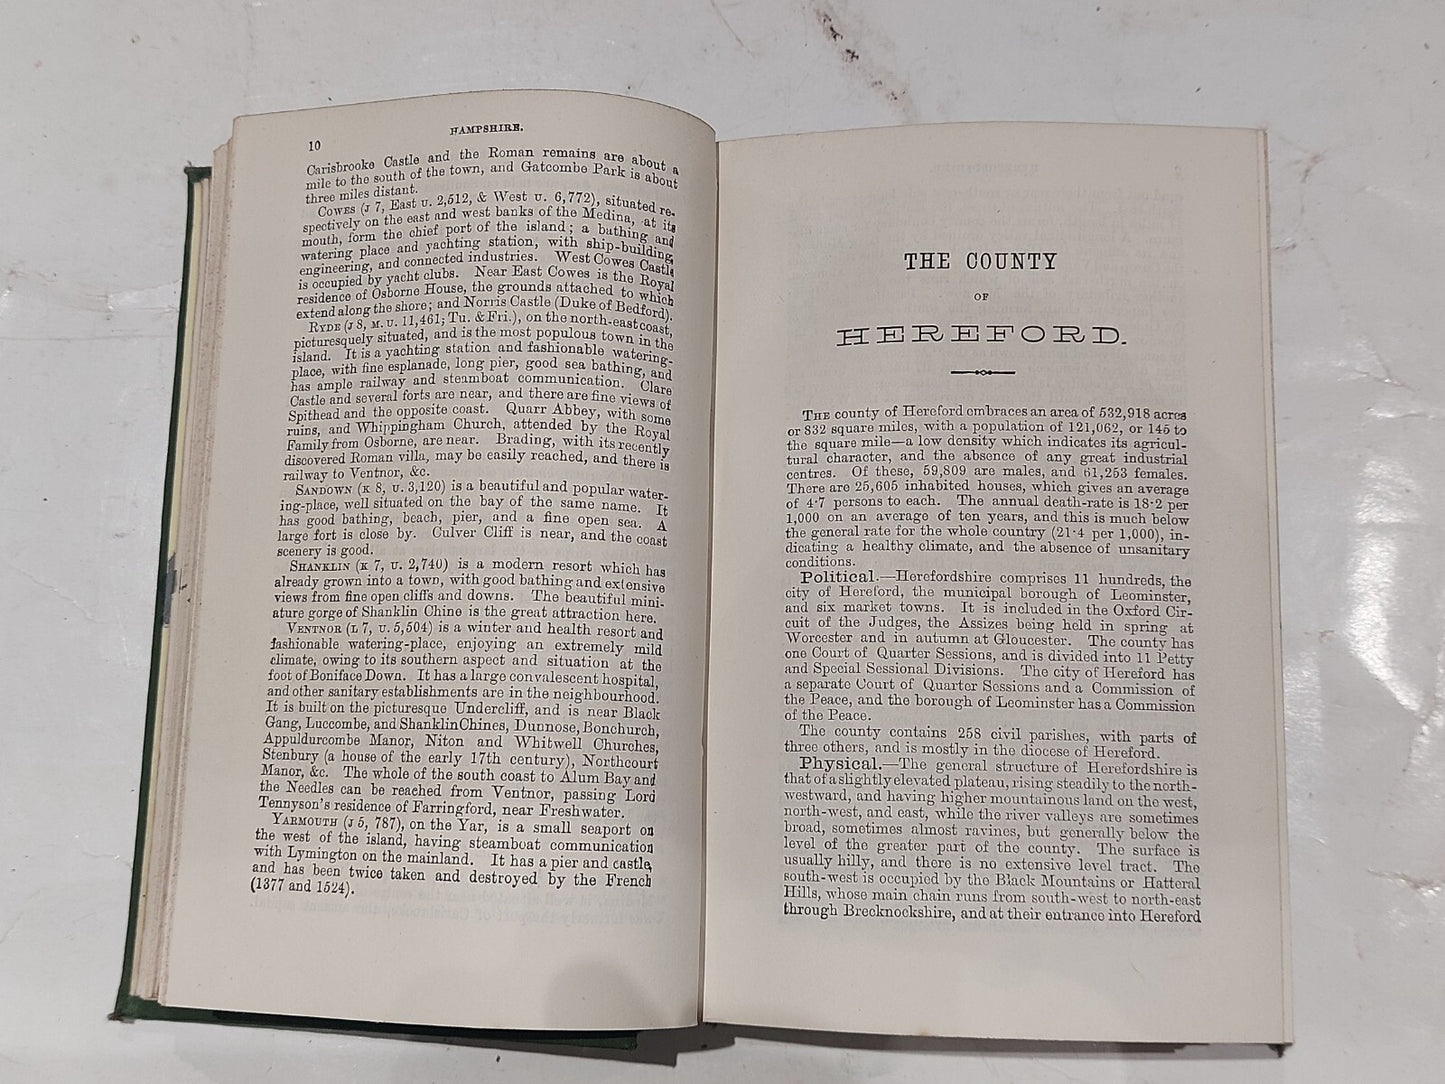 10
HAMPSHIRE.
Carisbrooke Castle and the Roman remains are about a
mile to the south of the town, and Gatcombe Park is about
three miles distant.
COWES (J 7, East U. 2,512, & West U. 6,772), situated re-
spectively on the east and west banks of the Medina, at its
mouth, form the chief port of the island; a bathing and
watering place and yachting station, with ship-building,
engineering, and connected industries. West Cowes Castle
is occupied by yacht clubs. Near East Cowes is the Royal
residence of Osborne House, the grounds attached to which
extend along the shore; and Norris Castle (Duke of Bedford).
RYDE (J 8, M. U. 11,461; Tu. & Fri.), on the north-east coast,
picturesquely situated, and is the most populous town in the
island. It is a yachting station and fashionable watering-
place, with fine esplanade, long pier, good sea bathing, and
has ample railway and steamboat communication. Clare
Castle and several forts are near, and there are fine views of
Spithead and the opposite coast. Quarr Abbey, with some
ruins, and Whippingham Church, attended by the Royal
Family from Osborne, are near. Brading, with its recently
discovered Roman villa, may be easily reached, and there is
railway to Ventnor, &c.
SANDOWN (K 8, U. 3,120) is a beautiful and popular water-
ing-place, well situated on the bay of the same name. It
has good bathing, beach, pier, and a fine open sea. A
large fort is close by. Culver Cliff is near, and the coast
scenery is good.
SHANKLIN (K 7, U. 2,740) is a modern resort which has
already grown into a town, with good bathing and extensive
views from fine open cliffs and downs. The beautiful mini-
ature gorge of Shanklin Chine is the great attraction here.
VENTNOR (L 7, U. 5,504) is a winter and health resort and
fashionable watering-place, enjoying an extremely mild
climate, owing to its southern aspect and situation at the
foot of Boniface Down. It has a large convalescent hospital,
and other sanitary establishments are in the neighbourhood.
It is built on the picturesque Undercliff, and is near Black
Gang, Luccombe, and Shanklin Chines, Dunnose, Bonchurch,
Appuldurcombe Manor, Niton and Whitwell Churches,
Stenbury (a house of the early 17th century), Northcourt
Manor, &c. The whole of the south coast to Alum Bay and
the Needles can be reached from Ventnor, passing Lord
Tennyson's residence of Farringford, near Freshwater.
YARMOUTH (J 5, 787), on the Yar, is a small seaport on
the west of the island, having steamboat communication
with Lymington on the mainland. It has a pier and castle,
and has been twice taken and destroyed by the French
(1377 and 1524).
THE COUNTY
OF
HEREFORD.
THE county of Hereford embraces an area of 532,918 acres
or 832 square miles, with a population of 121,062, or 145 to
the square mile—a low density which indicates its agricul-
tural character, and the absence of any great industrial
centres. Of these, 59,809 are males, and 61,253 females.
There are 25,605 inhabited houses, which gives an average
of 4·7 persons to each. The annual death-rate is 18·2 per
1,000 on an average of ten years, and this is much below
the general rate for the whole country (21·4 per 1,000), in-
dicating a healthy climate, and the absence of unsanitary
conditions.
Political.—Herefordshire comprises 11 hundreds, the
city of Hereford, the municipal borough of Leominster,
and six market towns. It is included in the Oxford Cir-
cuit of the Judges, the Assizes being held in spring at
Worcester and in autumn at Gloucester. The county has
one Court of Quarter Sessions, and is divided into 11 Petty
and Special Sessional Divisions. The city of Hereford has
a separate Court of Quarter Sessions and a Commission of
the Peace, and the borough of Leominster has a Commission
of the Peace.
The county contains 258 civil parishes, with parts of
three others, and is mostly in the diocese of Hereford.
Physical.—The general structure of Herefordshire is
that of a slightly elevated plateau, rising steadily to the north-
westward, and having higher mountainous land on the west,
north-west, and east, while the river valleys are sometimes
broad, sometimes almost ravines, but generally below the
level of the greater part of the county. The surface is
usually hilly, and there is no extensive level tract. The
south-west is occupied by the Black Mountains or Hatteral
Hills, whose main chain runs from south-west to north-east
through Brecknockshire, and at their entrance into Hereford